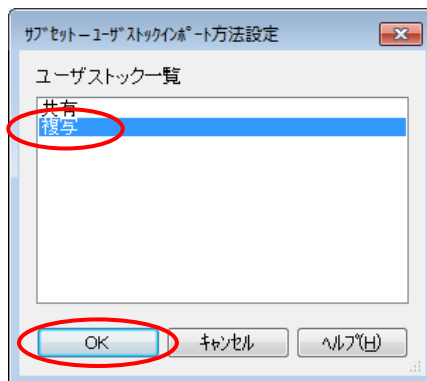 ｻﾌﾞｾｯﾄ－ﾕｰｻﾞｽﾄｯｸｲﾝﾎﾟｰﾄ方法設定
ユーザストック一覧
共有
複写
OK
ｷｬﾝｾﾙ
ﾍﾙﾌﾟ(H)